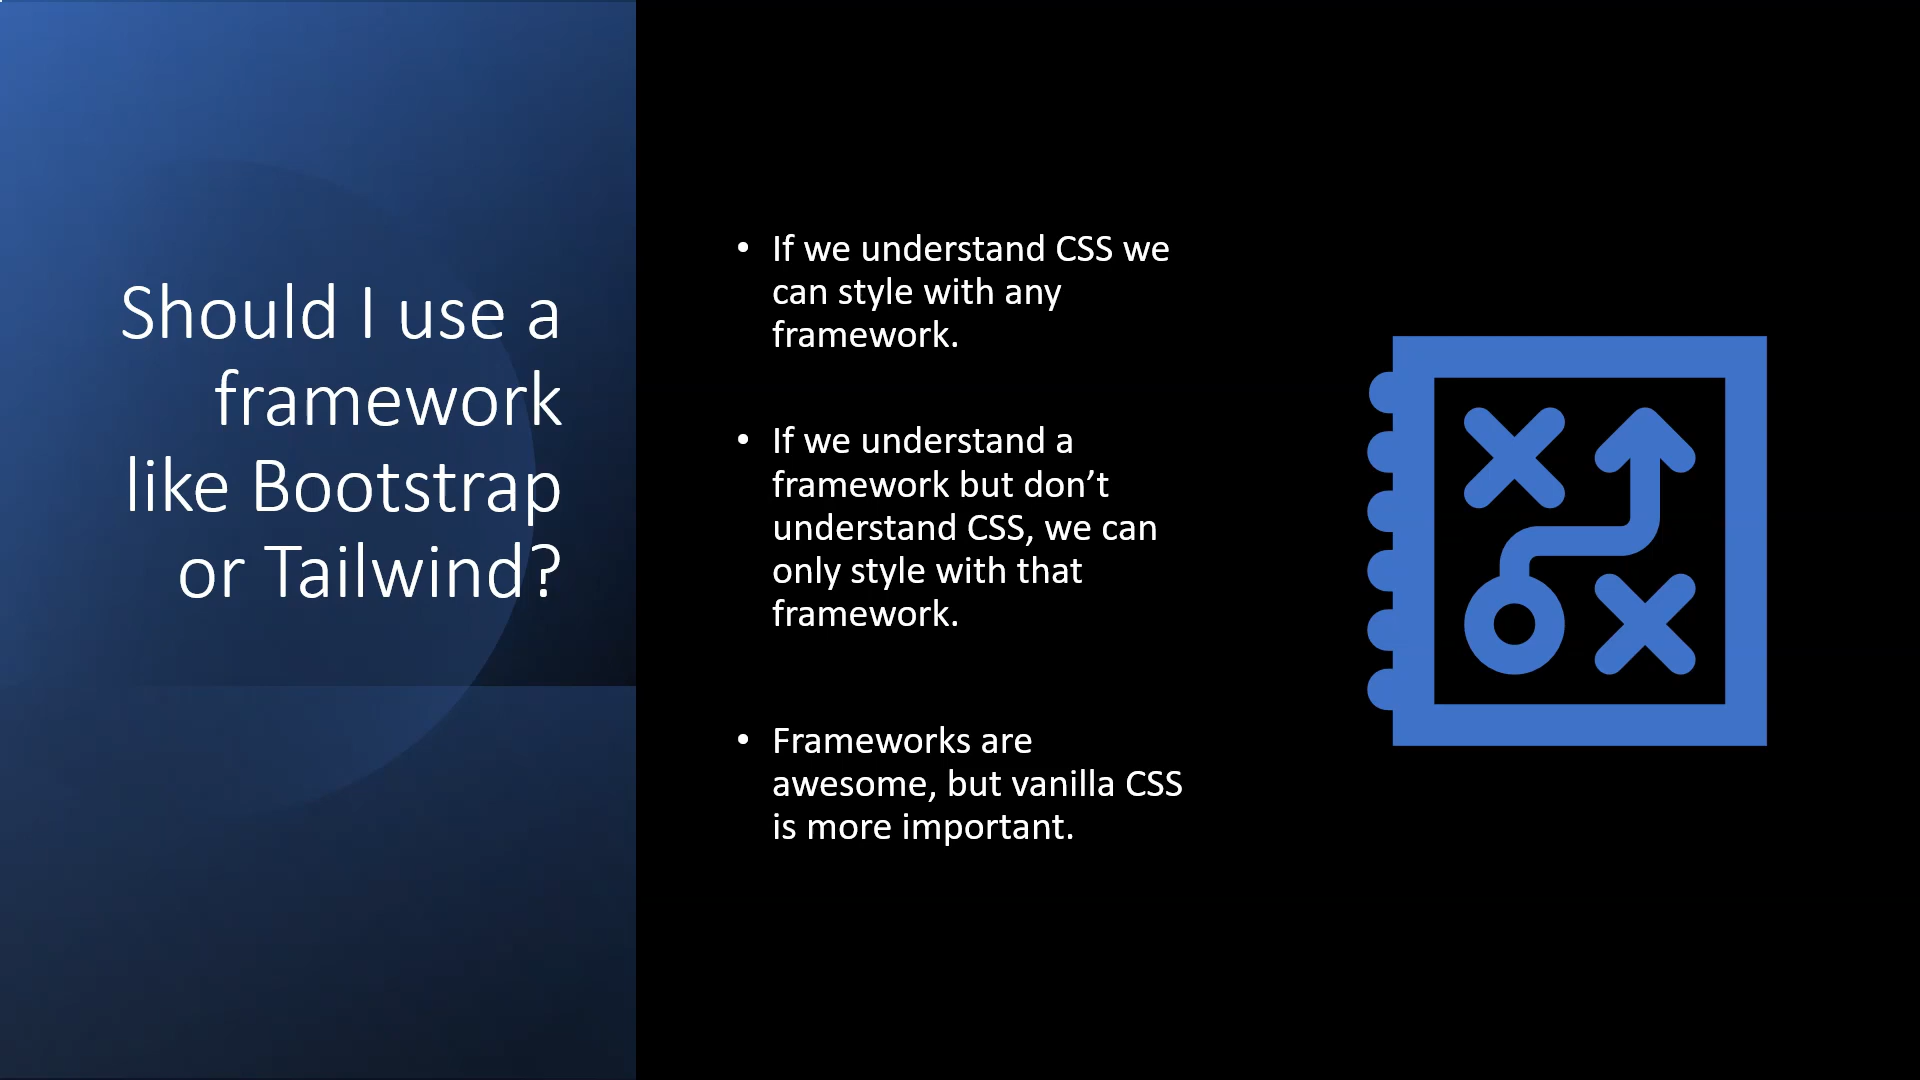 Should I use a
framework
like Bootstrap
or Tailwind?
• If we understand CSS we
can style with any
framework.
• If we understand a
framework but don’t
understand CSS, we can
only style with that
framework.
• Frameworks are
awesome, but vanilla CSS
is more important.